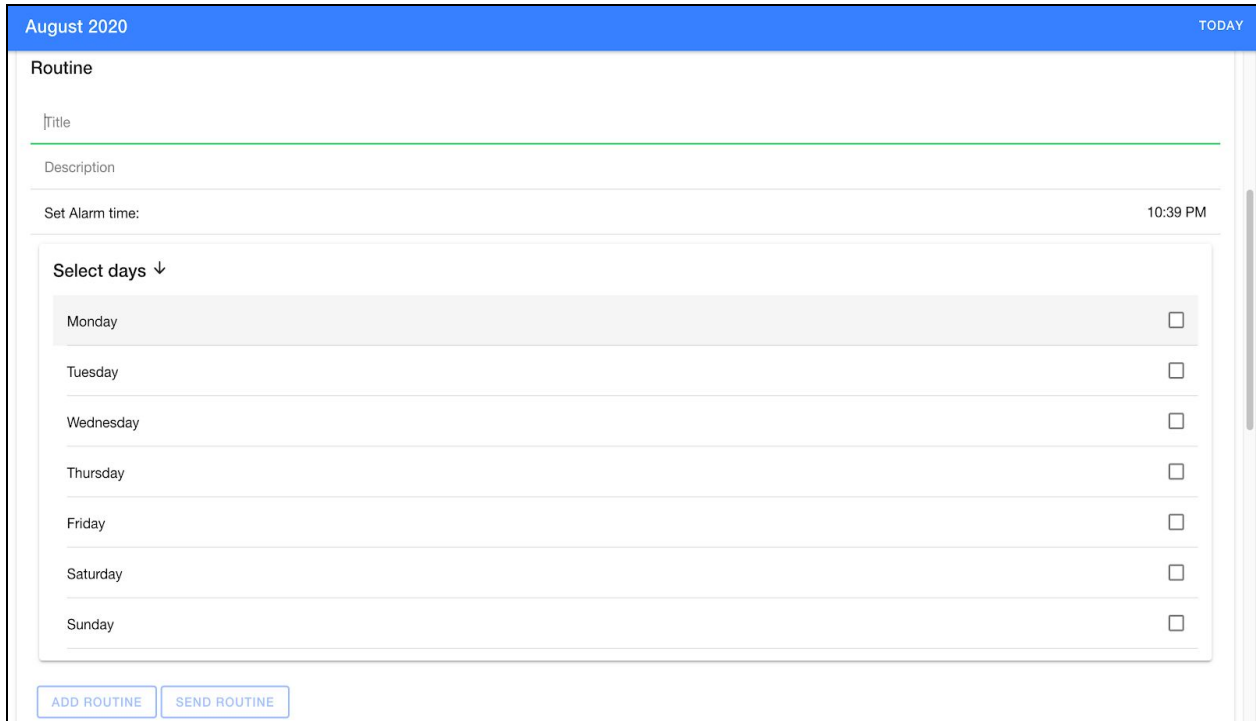 August 2020 TODAY
Routine
Title
Description
Set Alarm time: 10:39 PM
Select days ↓
Monday
Tuesday
Wednesday
Thursday
Friday
Saturday
Sunday
ADD ROUTINE SEND ROUTINE